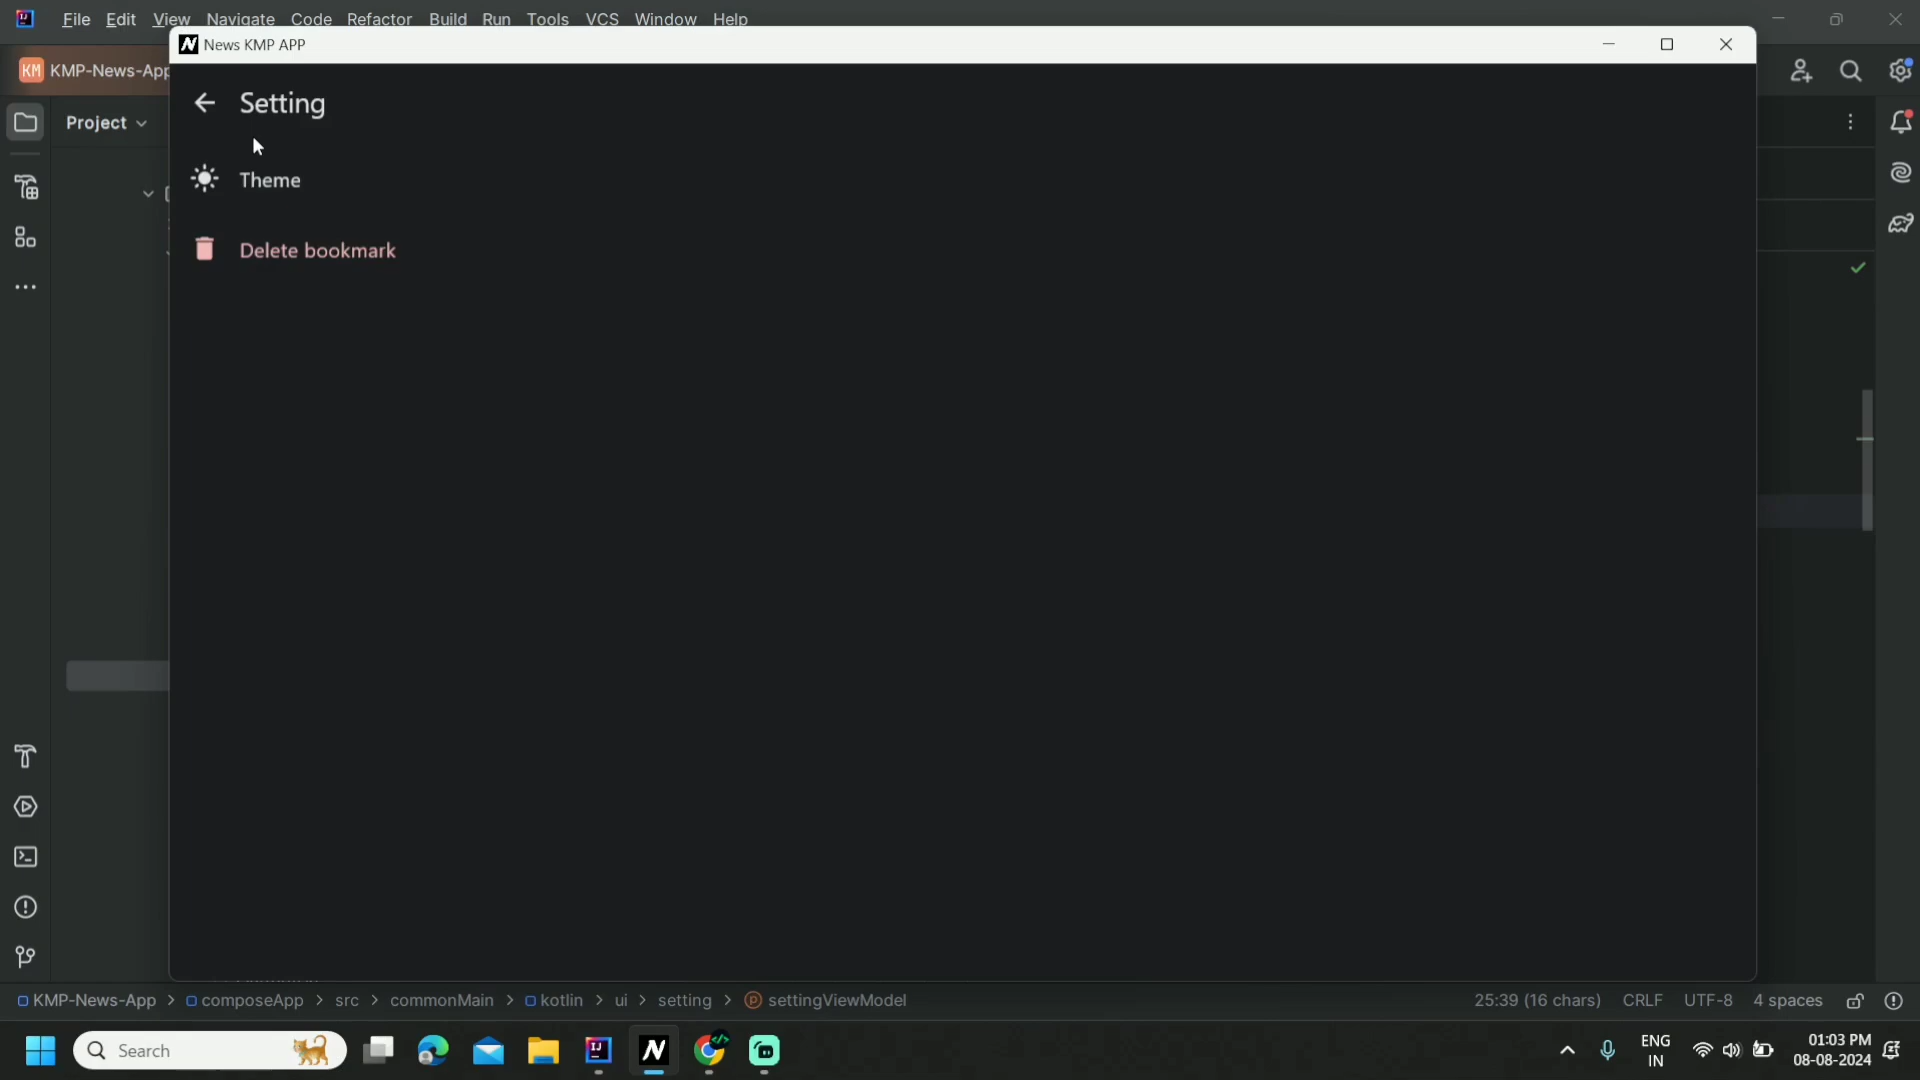 File Edit View Navigate Code Refactor Build Run Tools VCS Window Help
News KMP APP
KM KMP-News-App
Setting
Project
Theme
Delete bookmark
KMP-News-App > composeApp > src > commonMain > kotlin > ui > setting > settingViewModel
25:39 (16 chars) CRLF UTF-8 4 spaces
Search
ENG
IN
01:03 PM
08-08-2024